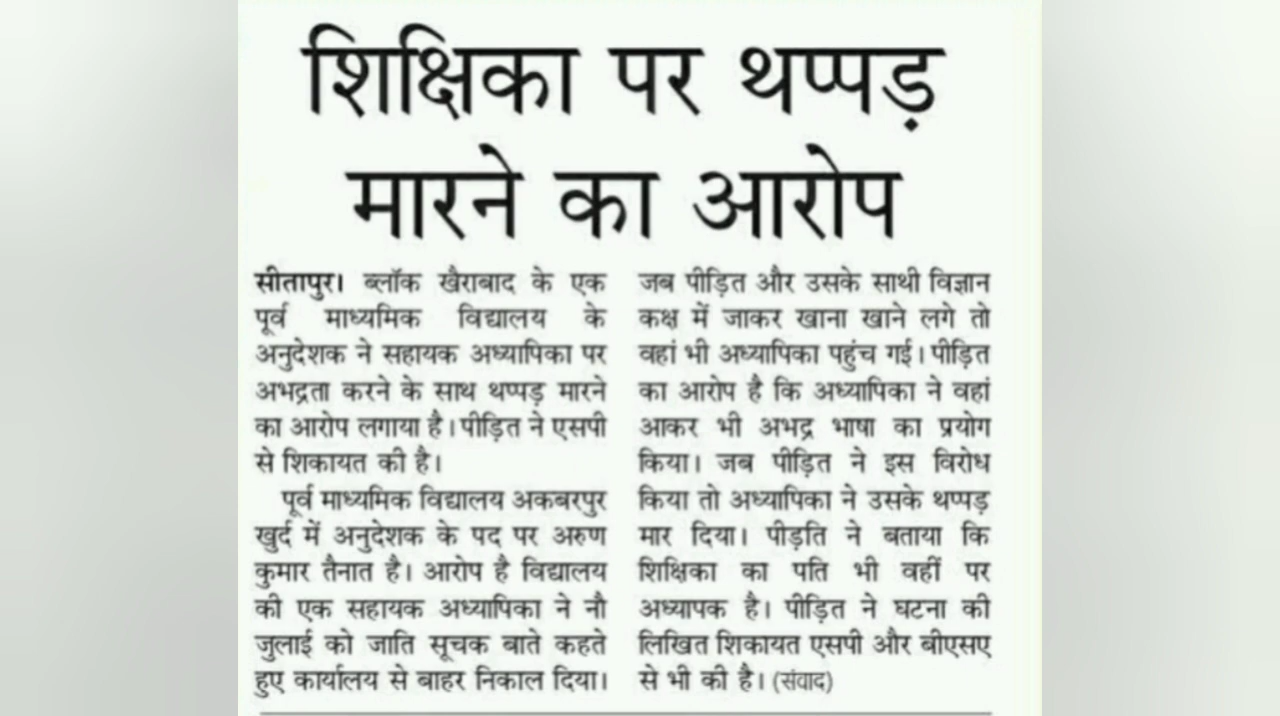 शिक्षिका पर थप्पड़
मारने का आरोप
सीतापुर। ब्लॉक खैराबाद के एक
पूर्व माध्यमिक विद्यालय के
अनुदेशक ने सहायक अध्यापिका पर
अभद्रता करने के साथ थप्पड़ मारने
का आरोप लगाया है। पीड़ित ने एसपी
से शिकायत की है।
पूर्व माध्यमिक विद्यालय अकबरपुर
खुर्द में अनुदेशक के पद पर अरुण
कुमार तैनात है। आरोप है विद्यालय
की एक सहायक अध्यापिका ने नौ
जुलाई को जाति सूचक बाते कहते
हुए कार्यालय से बाहर निकाल दिया।
जब पीड़ित और उसके साथी विज्ञान
कक्ष में जाकर खाना खाने लगे तो
वहां भी अध्यापिका पहुंच गई। पीड़ित
का आरोप है कि अध्यापिका ने वहां
आकर भी अभद्र भाषा का प्रयोग
किया। जब पीड़ित ने इस विरोध
किया तो अध्यापिका ने उसके थप्पड़
मार दिया। पीड़ति ने बताया कि
शिक्षिका का पति भी वहीं पर
अध्यापक है। पीड़ित ने घटना की
लिखित शिकायत एसपी और बीएसए
से भी की है। (संवाद)